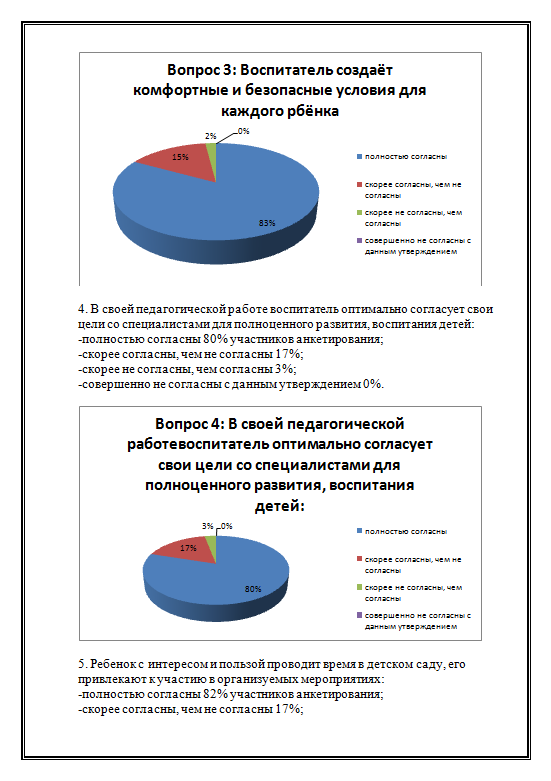 Вопрос 3: Воспитатель создаёт
комфортные и безопасные условия для
каждого рбёнка
2%
0%
15%
83%
полностью согласны
скорее согласны, чем не
согласны
скорее не согласны, чем
согласны
совершенно не согласны с
данным утверждением
4. В своей педагогической работе воспитатель оптимально согласует свои
цели со специалистами для полноценного развития, воспитания детей:
-полностью согласны 80% участников анкетирования;
-скорее согласны, чем не согласны 17%;
-скорее не согласны, чем согласны 3%;
-совершенно не согласны с данным утверждением 0%.
Вопрос 4: В своей педагогической
работевоспитатель оптимально согласует
свои цели со специалистами для
полноценного развития, воспитания
детей:
3%
0%
17%
80%
полностью согласны
скорее согласны, чем не
согласны
скорее не согласны, чем
согласны
совершенно не согласны с
данным утверждением
5. Ребенок с интересом и пользой проводит время в детском саду, его
привлекают к участию в организуемых мероприятиях:
-полностью согласны 82% участников анкетирования;
-скорее согласны, чем не согласны 17%;